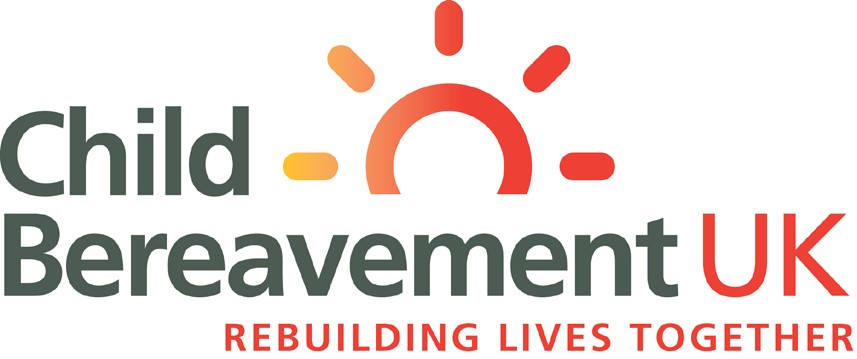 Child
Bereavement UK
REBUILDING LIVES TOGETHER